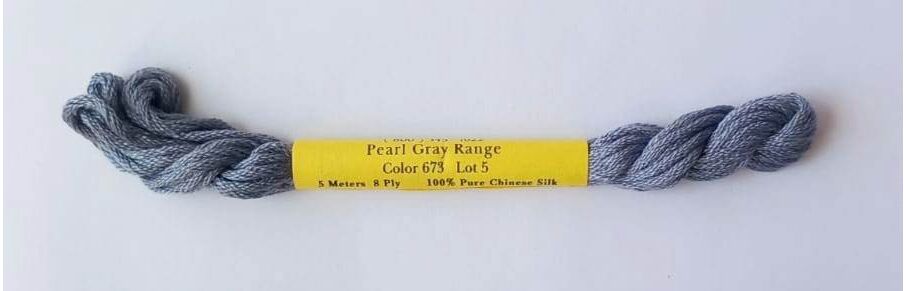 Pearl Gray Range
Color 673 Lot 5
5 Meters 8 Ply 100% Pure Chinese Silk